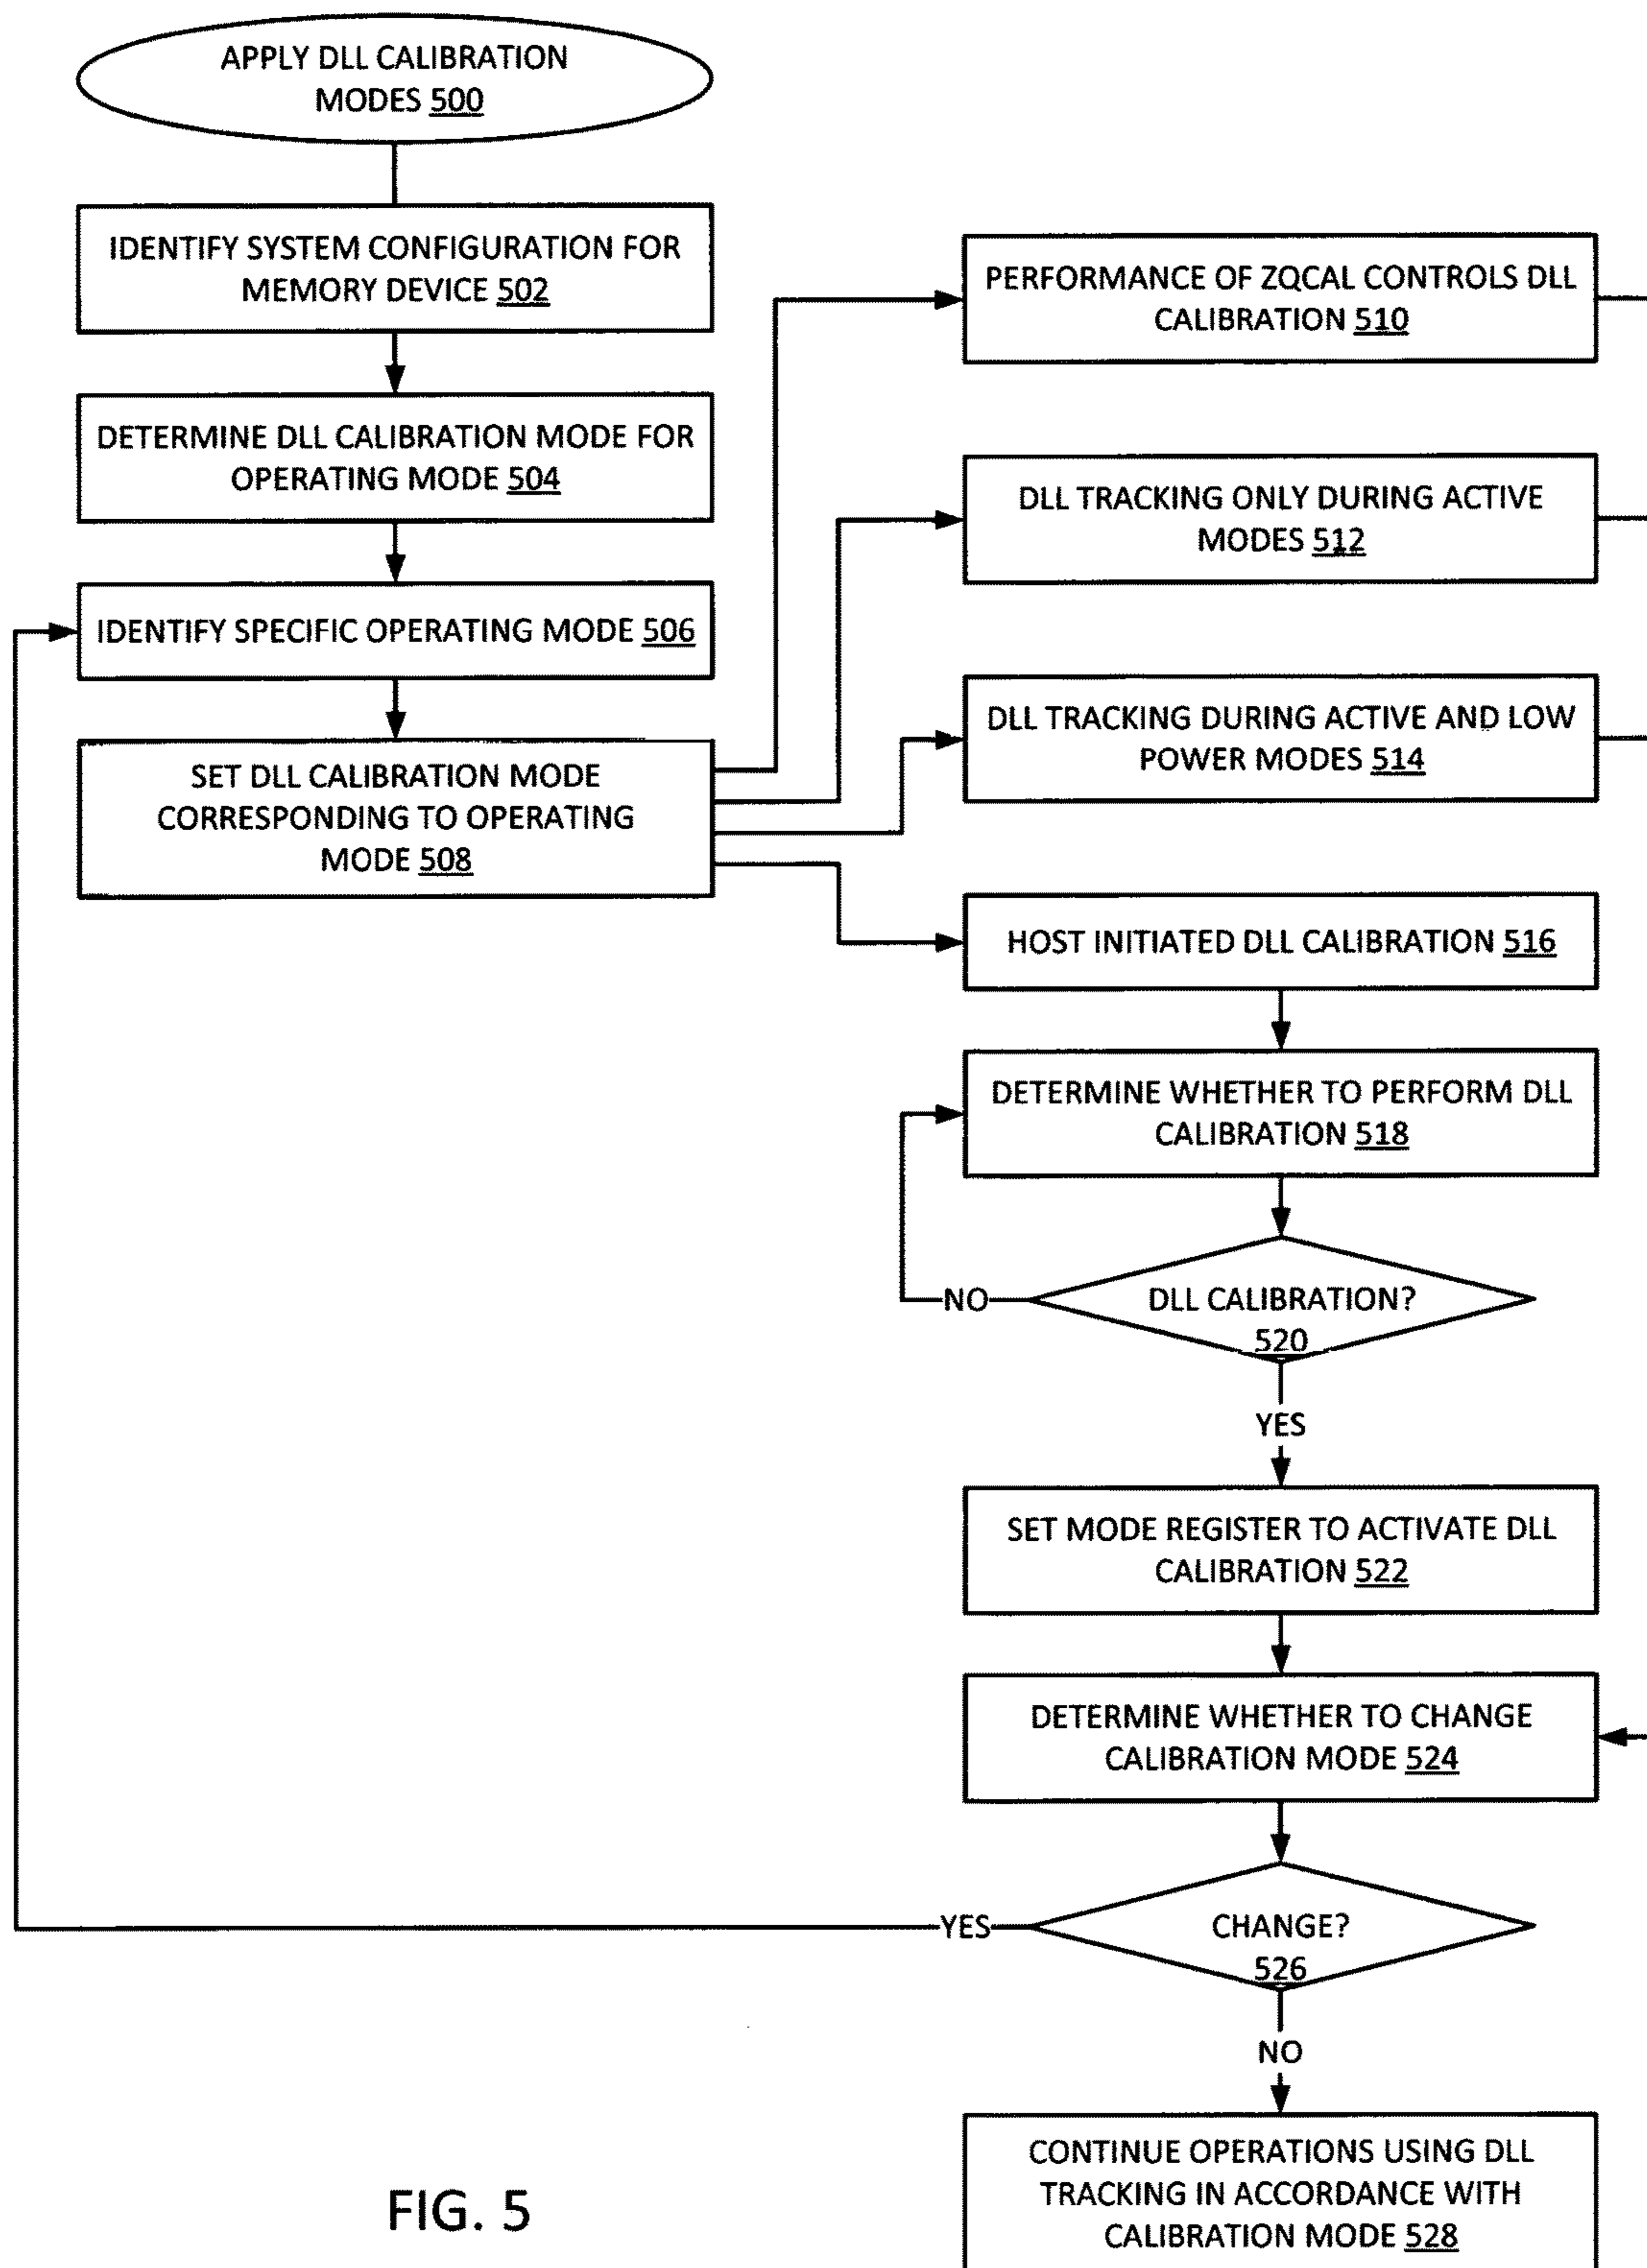 APPLY DLL CALIBRATION
MODES 500
IDENTIFY SYSTEM CONFIGURATION FOR
MEMORY DEVICE 502
DETERMINE DLL CALIBRATION MODE FOR
OPERATING MODE 504
IDENTIFY SPECIFIC OPERATING MODE 506
SET DLL CALIBRATION MODE
CORRESPONDING TO OPERATING
MODE 508
PERFORMANCE OF ZQCAL CONTROLS DLL
CALIBRATION 510
DLL TRACKING ONLY DURING ACTIVE
MODES 512
DLL TRACKING DURING ACTIVE AND LOW
POWER MODES 514
HOST INITIATED DLL CALIBRATION 516
DETERMINE WHETHER TO PERFORM DLL
CALIBRATION 518
NO
DLL CALIBRATION?
520
YES
SET MODE REGISTER TO ACTIVATE DLL
CALIBRATION 522
DETERMINE WHETHER TO CHANGE
CALIBRATION MODE 524
YES
CHANGE?
526
NO
CONTINUE OPERATIONS USING DLL
TRACKING IN ACCORDANCE WITH
CALIBRATION MODE 528
FIG. 5